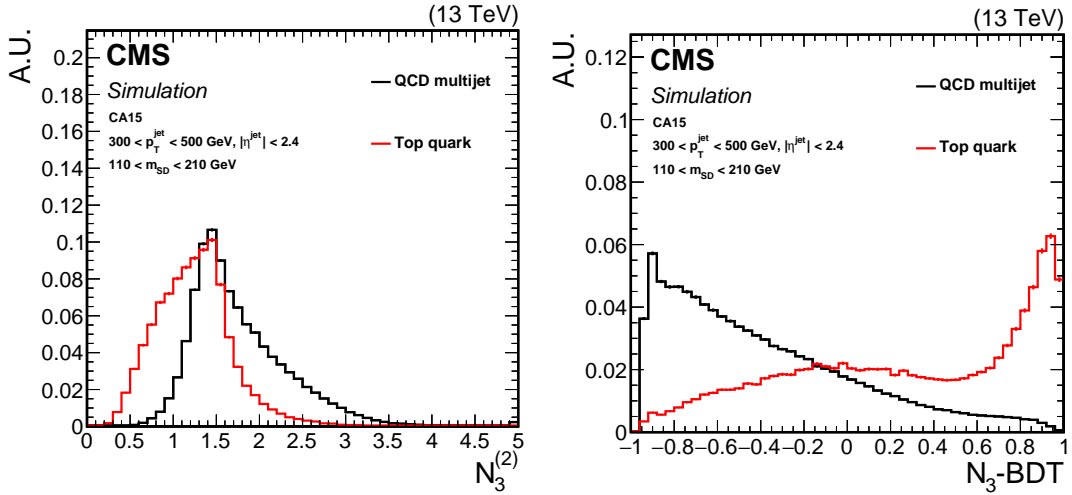 (13 TeV)
A.U.
0.2
0.18
0.16
0.14
0.12
0.1
0.08
0.06
0.04
0.02
0
CMS
Simulation
CA15
300 < p_T^jet < 500 GeV, |η^jet| < 2.4
110 < m_SD < 210 GeV
QCD multijet
Top quark
0 0.5 1 1.5 2 2.5 3 3.5 4 4.5 5
N_3^(2)
(13 TeV)
A.U.
0.12
0.1
0.08
0.06
0.04
0.02
0
CMS
Simulation
CA15
300 < p_T^jet < 500 GeV, |η^jet| < 2.4
110 < m_SD < 210 GeV
QCD multijet
Top quark
−1 −0.8 −0.6 −0.4 −0.2 0 0.2 0.4 0.6 0.8 1
N_3-BDT